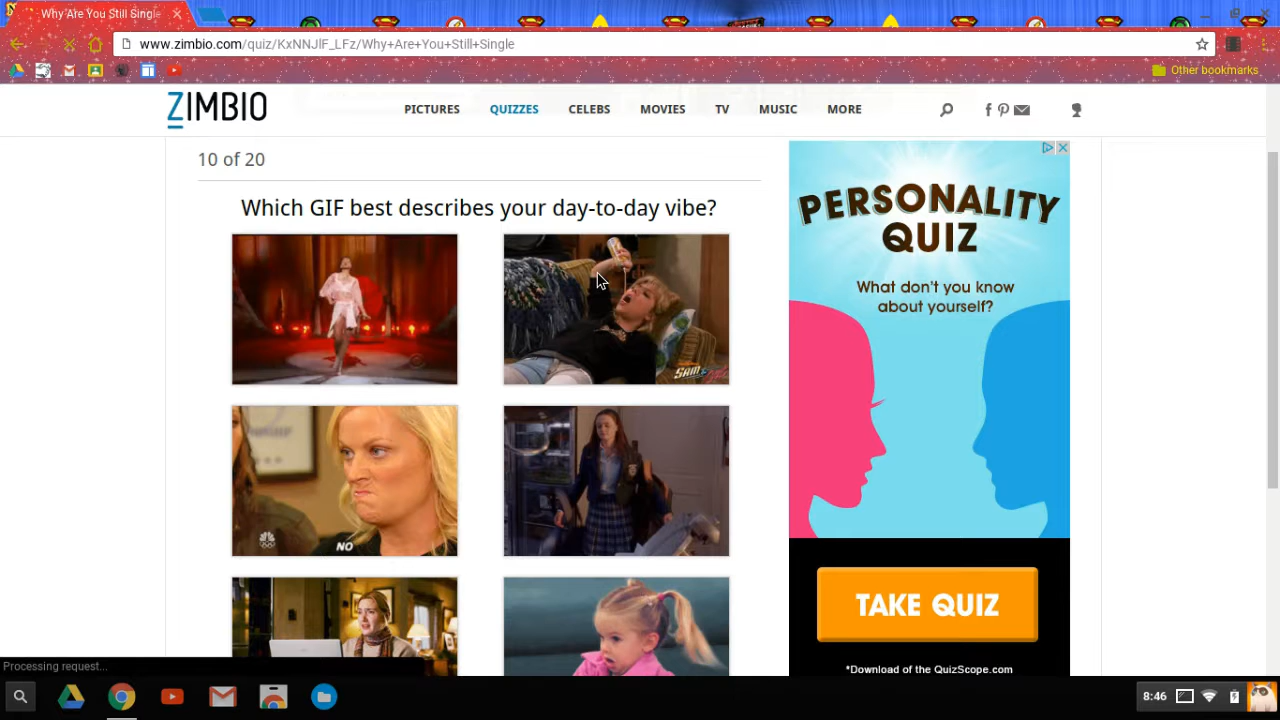 Why Are You Still Singl
www.zimbio.com/quiz/KxNNJlF_LFz/Why+Are+You+Still+Single
Other bookmarks
ZIMBIO
PICTURES QUIZZES CELEBS MOVIES TV MUSIC MORE
10 of 20
Which GIF best describes your day-to-day vibe?
SAM &
NO
PERSONALITY
QUIZ
What don't you know
about yourself?
TAKE QUIZ
*Download of the QuizScope.com
Processing request...
8:46